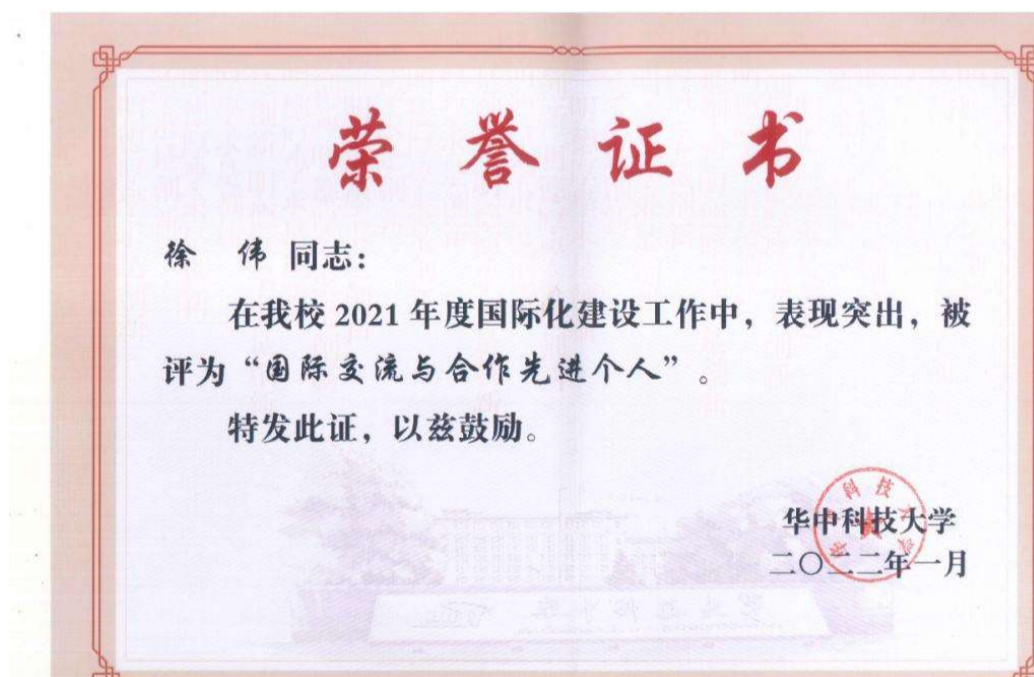 荣誉证书
徐 伟 同志：
在我校 2021 年度国际化建设工作中，表现突出，被
评为“国际交流与合作先进个人”。
特发此证，以兹鼓励。
华中科技大学
二〇二二年一月